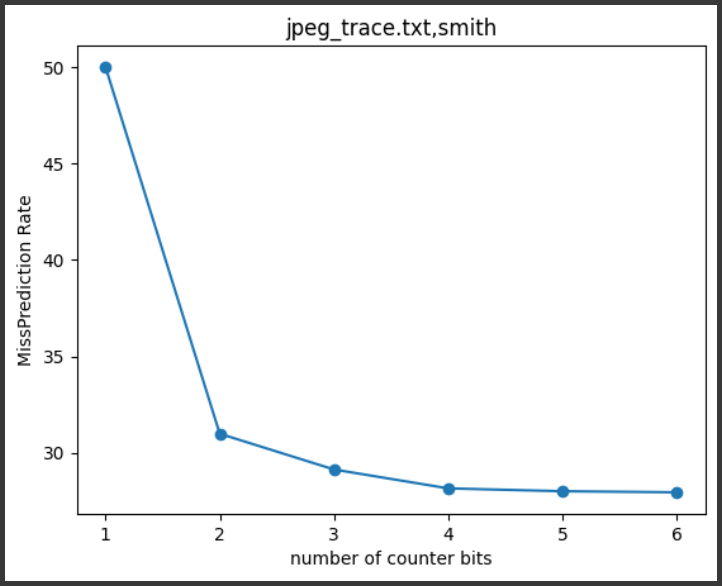 jpeg_trace.txt,smith
50
45
40
35
30
MissPrediction Rate
1 2 3 4 5 6
number of counter bits